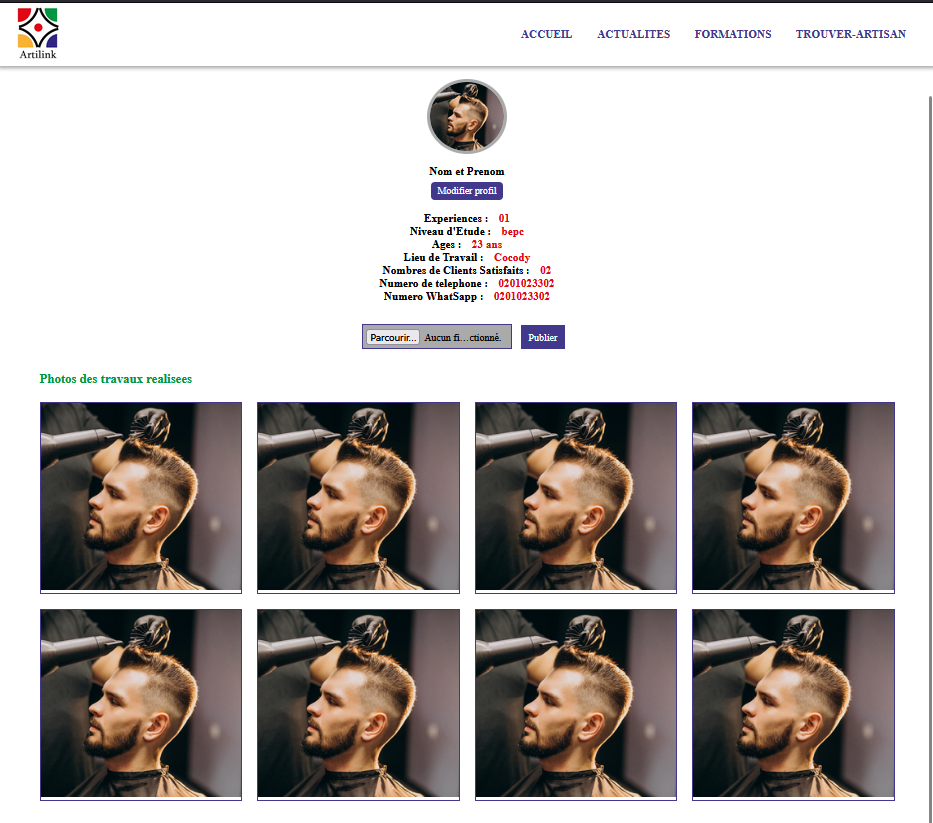 Artilink
ACCUEIL ACTUALITES FORMATIONS TROUVER-ARTISAN
Nom et Prenom
Modifier profil
Experiences : 01
Niveau d'Etude : bepc
Ages : 23 ans
Lieu de Travail : Cocody
Nombres de Clients Satisfaits : 02
Numero de telephone : 0201023302
Numero WhatSapp : 0201023302
Parcourir... Aucun fi...ctionné. Publier
Photos des travaux realisees